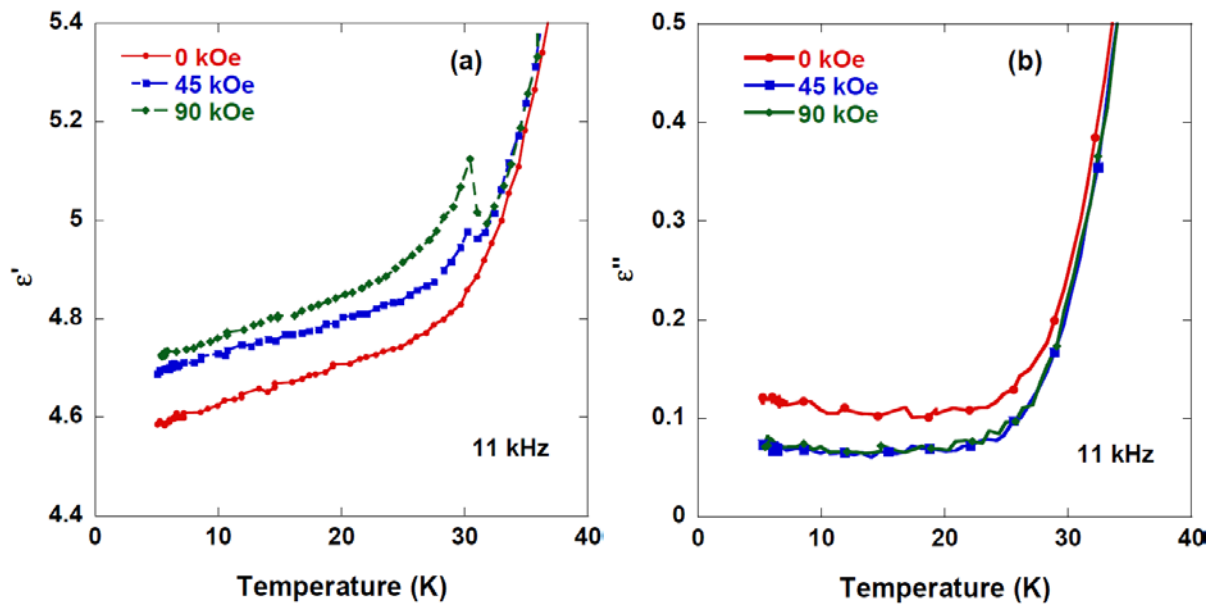 5.4
5.2
5
4.8
4.6
4.4
ε'
0 kOe
45 kOe
90 kOe
(a)
11 kHz
0
10
20
30
40
Temperature (K)
0.5
0.4
0.3
0.2
0.1
0
ε"
0 kOe
45 kOe
90 kOe
(b)
11 kHz
0
10
20
30
40
Temperature (K)